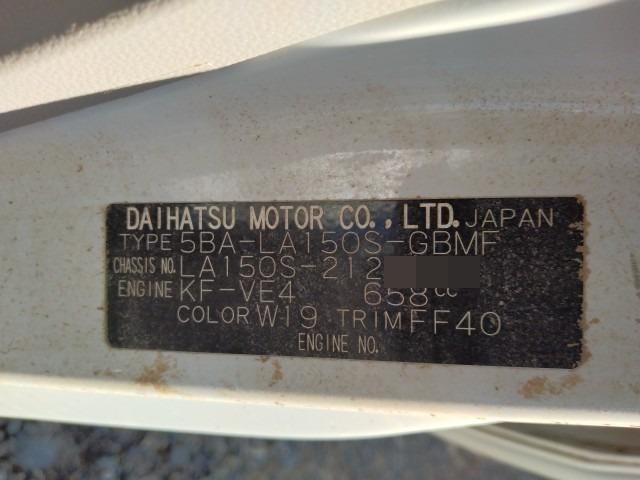 DAIHATSU MOTOR CO., LTD. JAPAN
TYPE 5BA-LA150S-GBMF
CHASSIS NO. LA150S-212
ENGINE KF-VE4 658cc
COLOR W19 TRIM FF40
ENGINE NO.